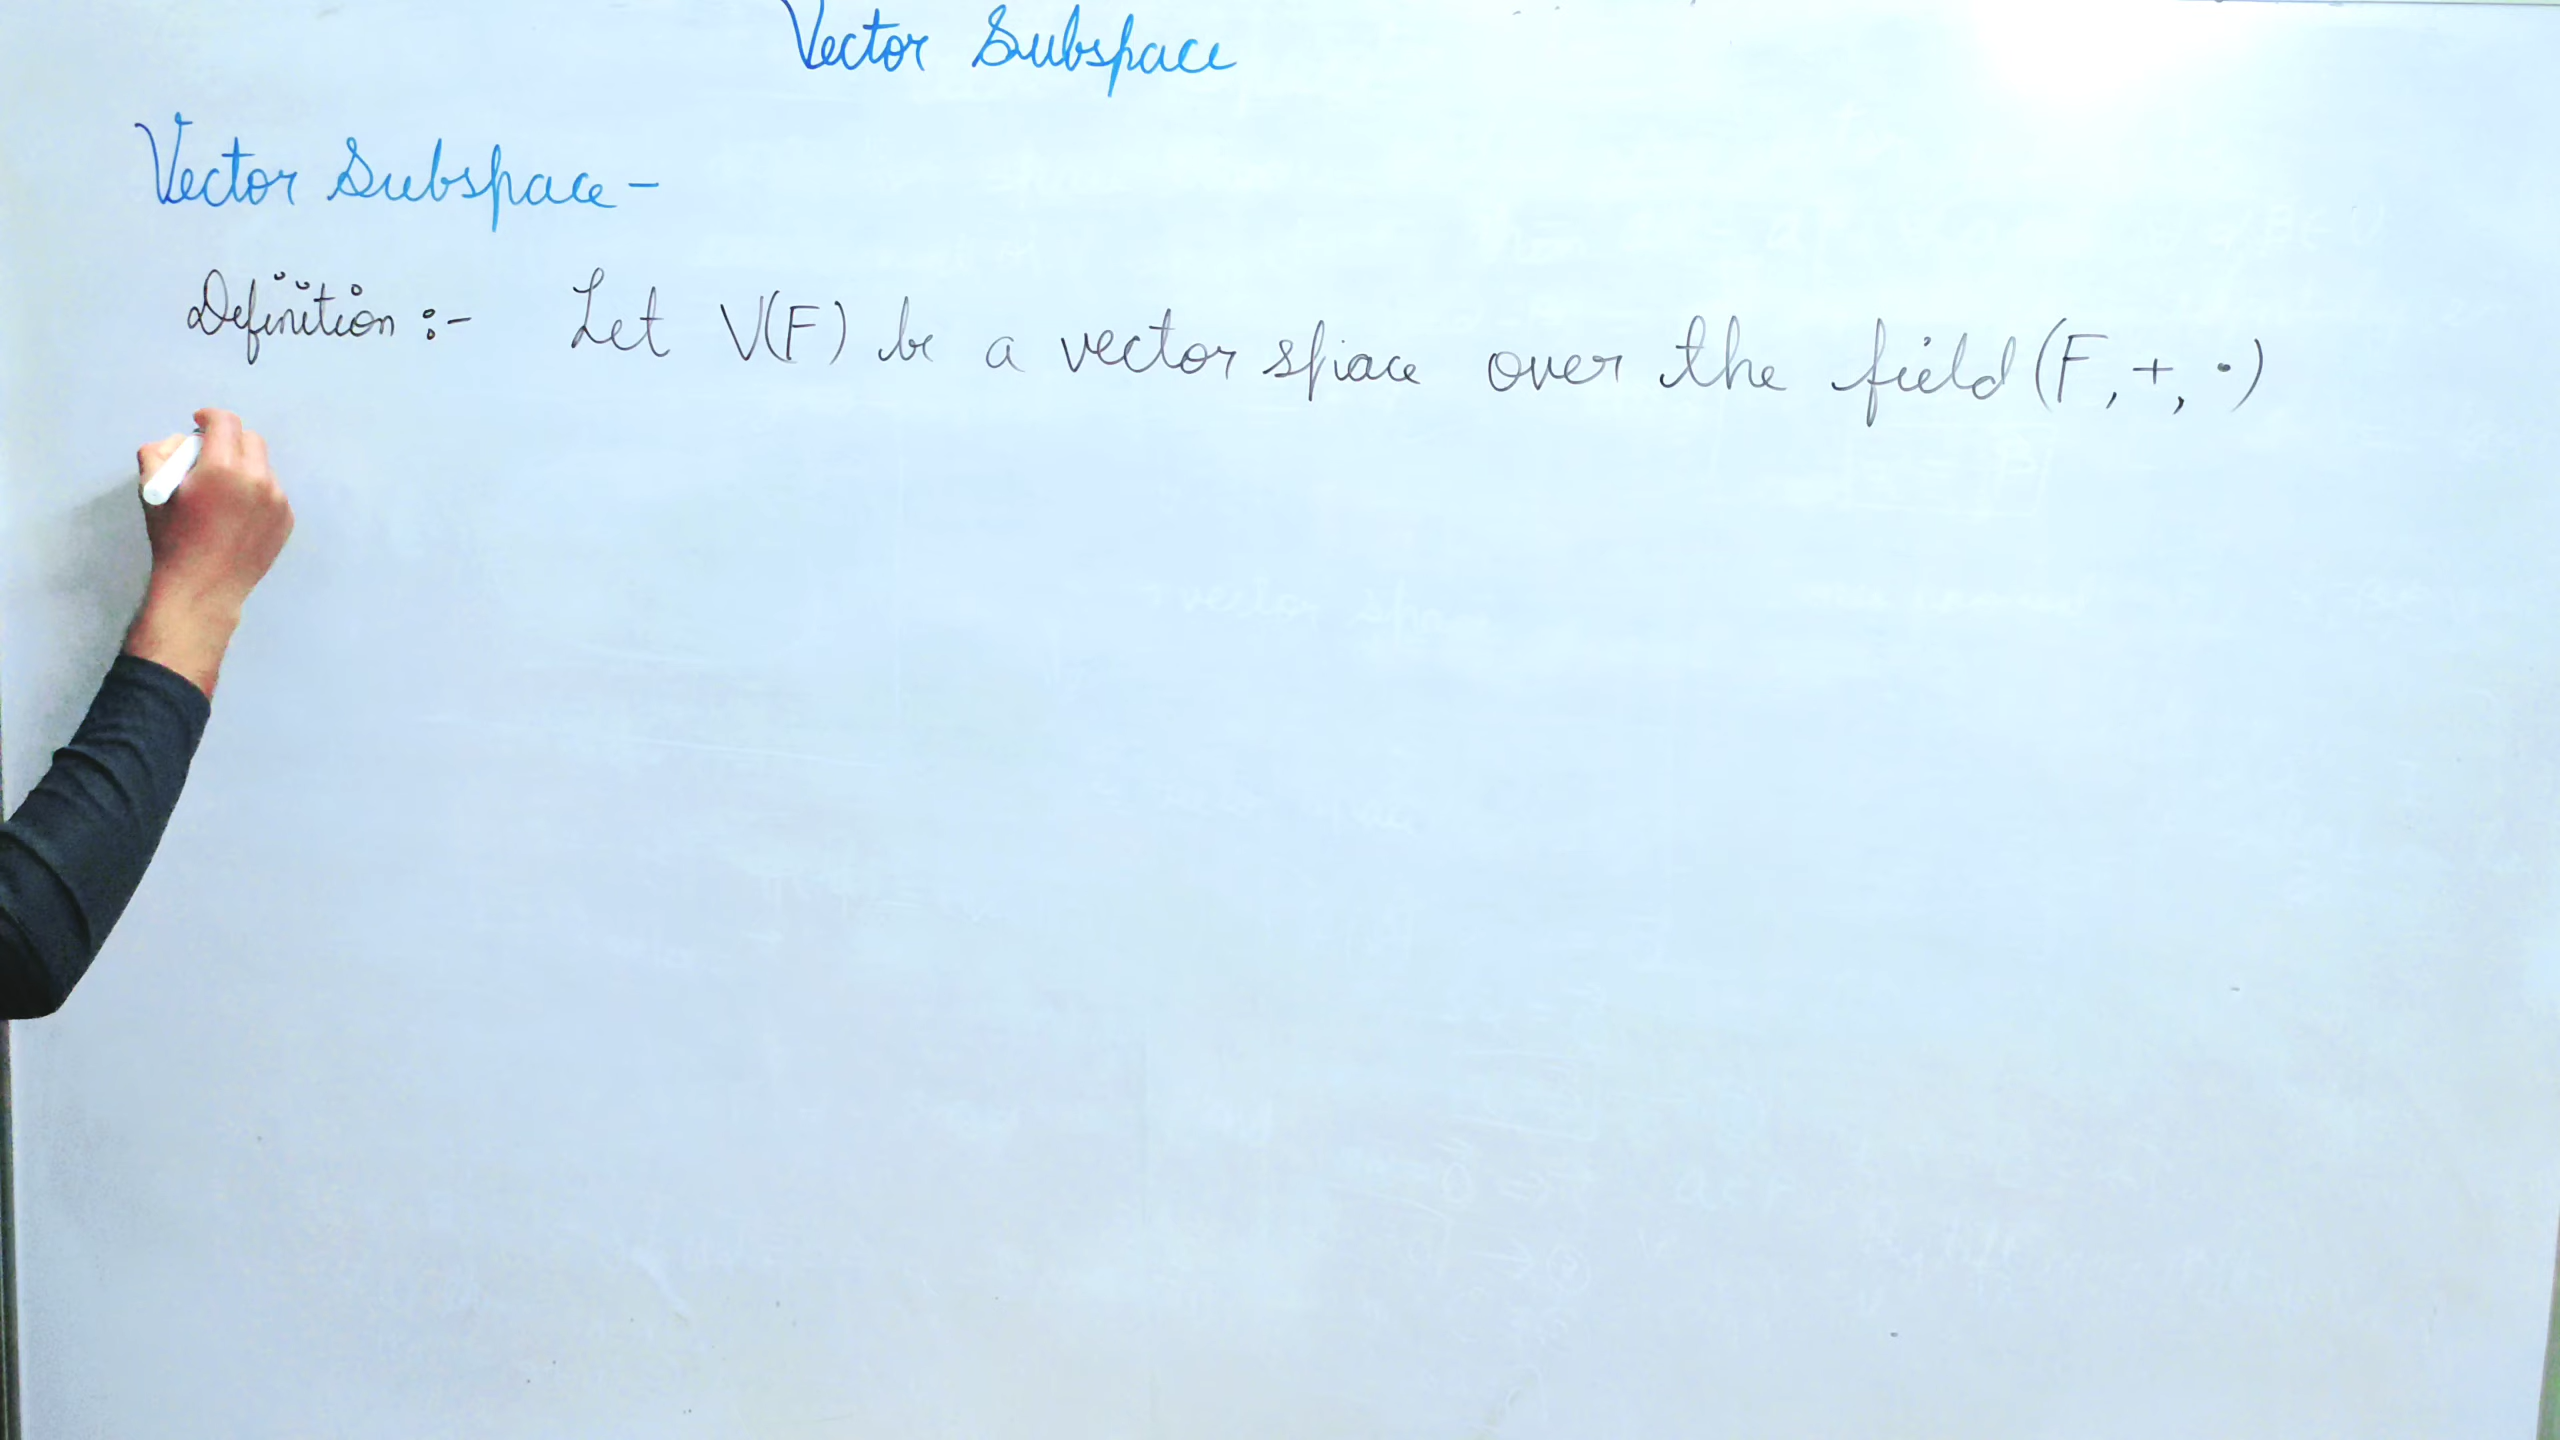 Vector Subspace
Vector Subspace -
Definition :- Let V(F) be a vector space over the field (F, +, ·)